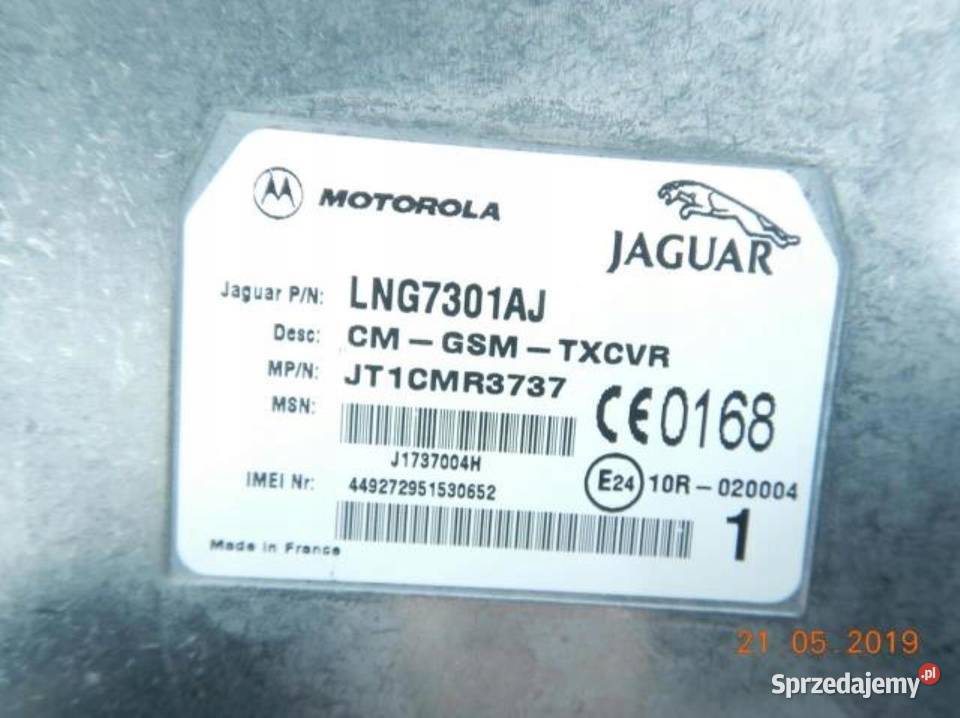 MOTOROLA
JAGUAR
Jaguar P/N: LNG7301AJ
Desc: CM-GSM-TXCVR
MP/N: JT1CMR3737
MSN:
J1737004H
CE0168
IMEI Nr: 449272951530652
E24 10R-020004
1
Made in France
21 05 2019
Sprzedajemy.pl